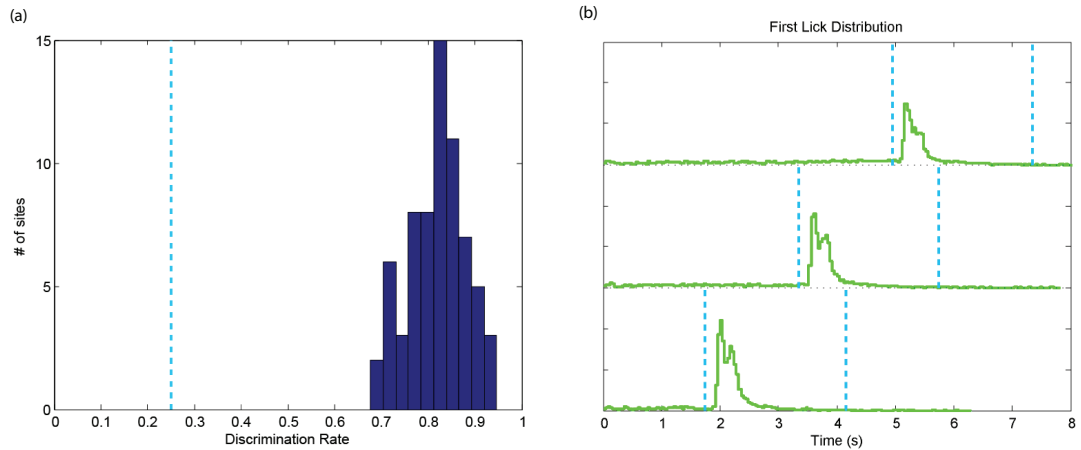 (a)
15
10
5
0
# of sites
0 0.1 0.2 0.3 0.4 0.5 0.6 0.7 0.8 0.9 1
Discrimination Rate
(b)
First Lick Distribution
0 1 2 3 4 5 6 7 8
Time (s)